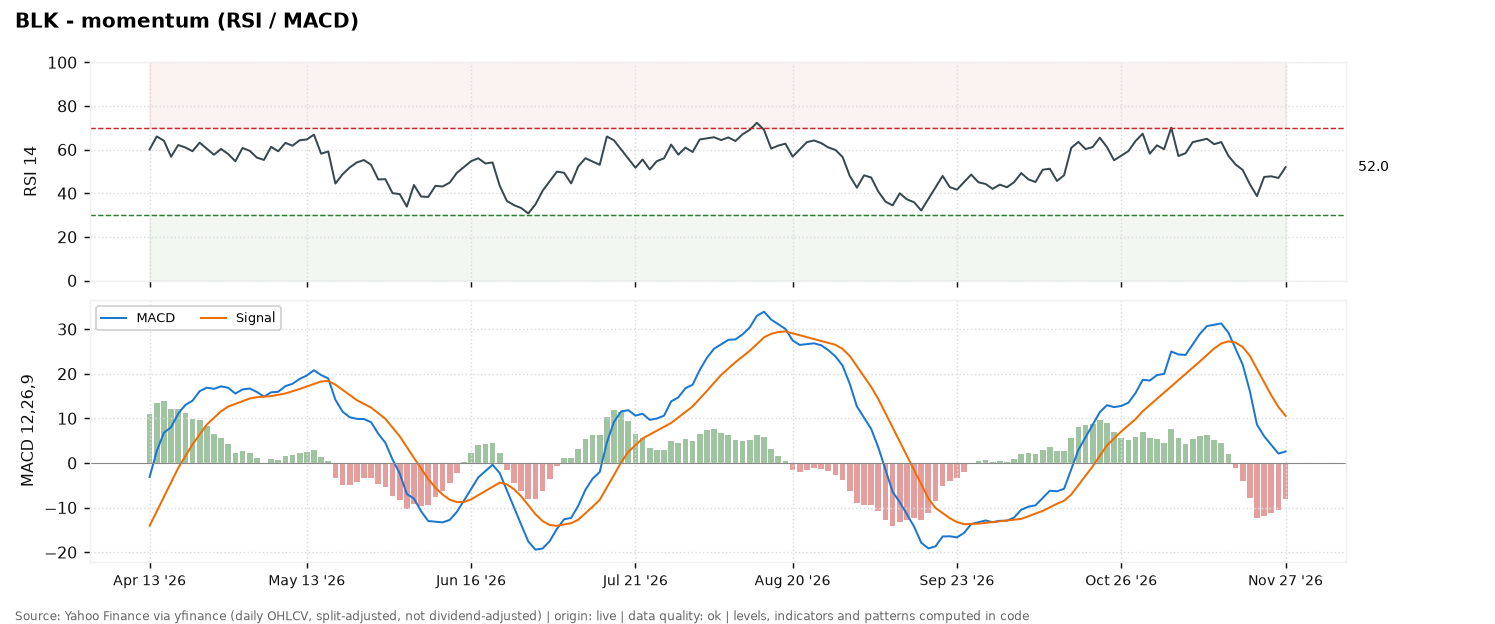 BLK - momentum (RSI / MACD)
100
80
60
40
20
0
RSI 14
52.0
MACD
Signal
30
20
10
0
−10
−20
MACD 12,26,9
Apr 13 '26
May 13 '26
Jun 16 '26
Jul 21 '26
Aug 20 '26
Sep 23 '26
Oct 26 '26
Nov 27 '26
Source: Yahoo Finance via yfinance (daily OHLCV, split-adjusted, not dividend-adjusted) | origin: live | data quality: ok | levels, indicators and patterns computed in code